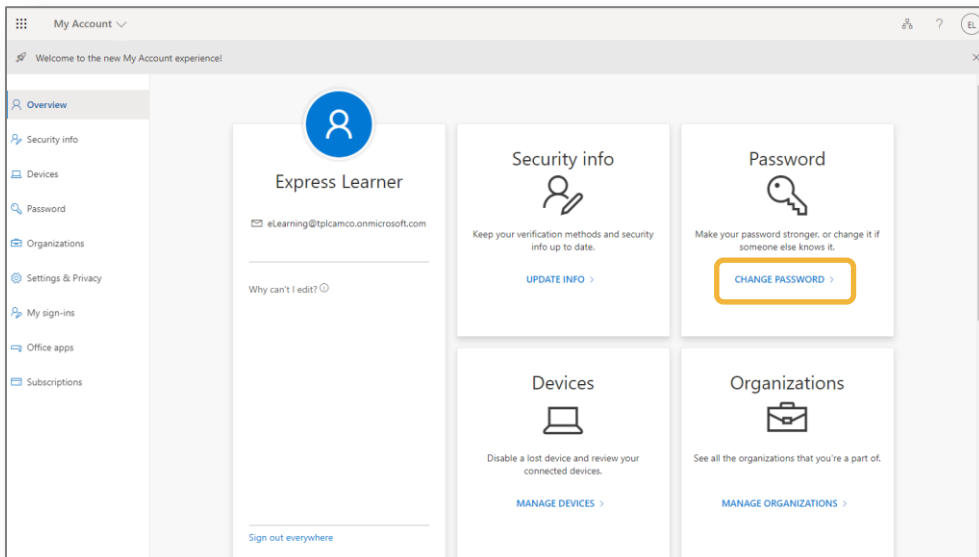 My Account
?
EL
Welcome to the new My Account experience!
Overview
Security info
Devices
Password
Organizations
Settings & Privacy
My sign-ins
Office apps
Subscriptions
Express Learner
eLearning@tplcamco.onmicrosoft.com
Why can't I edit?
Sign out everywhere
Security info
Keep your verification methods and security
info up to date.
UPDATE INFO >
Password
Make your password stronger, or change it if
someone else knows it.
CHANGE PASSWORD >
Devices
Disable a lost device and review your
connected devices.
MANAGE DEVICES >
Organizations
See all the organizations that you're a part of.
MANAGE ORGANIZATIONS >